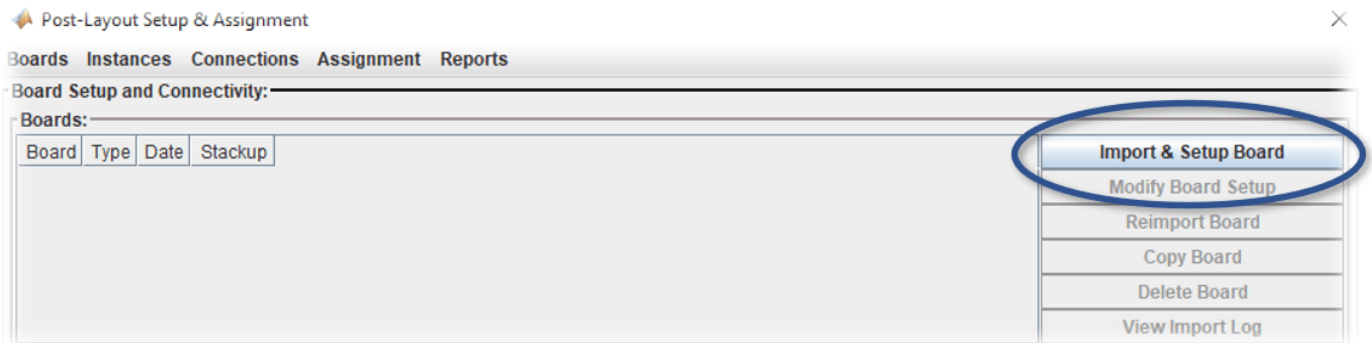 Post-Layout Setup & Assignment
Boards Instances Connections Assignment Reports
Board Setup and Connectivity:
Boards:
Board Type Date Stackup
Import & Setup Board
Modify Board Setup
Reimport Board
Copy Board
Delete Board
View Import Log